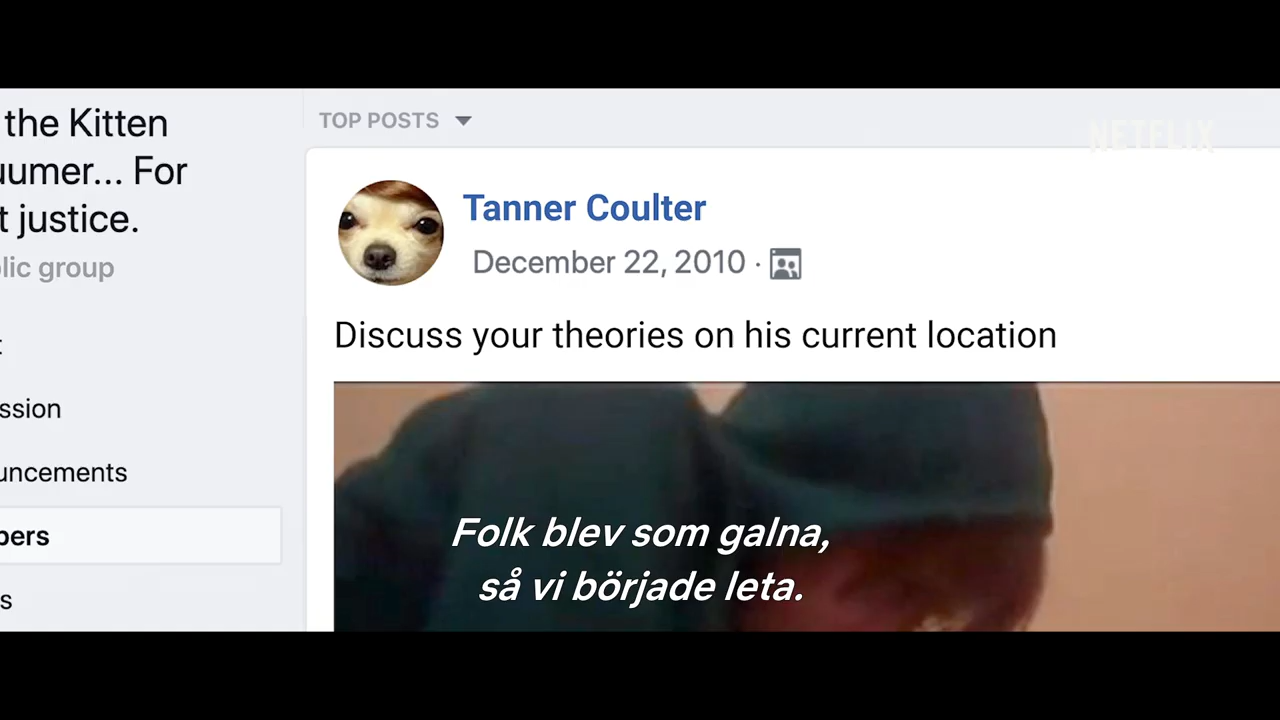 the Kitten
uumer... For
t justice.
lic group
t
ssion
uncements
bers
s
TOP POSTS
NETFLIX
Tanner Coulter
December 22, 2010 ·
Discuss your theories on his current location
Folk blev som galna,
så vi började leta.